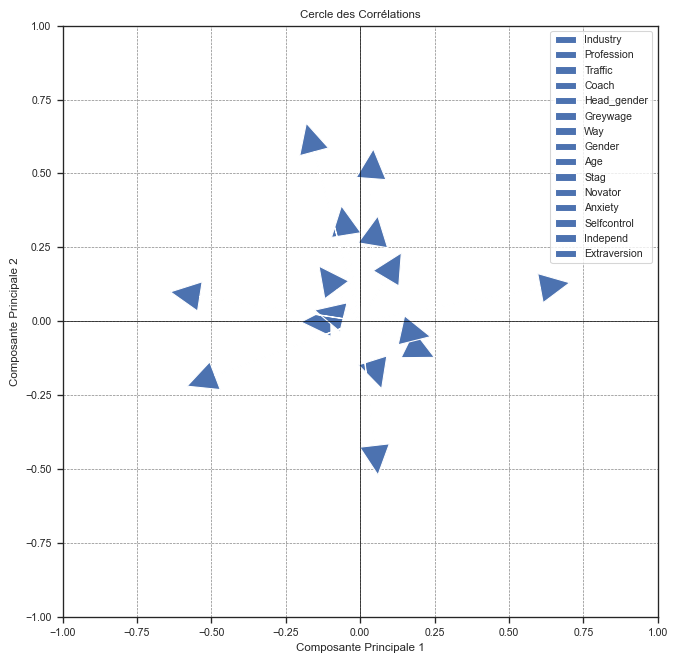 Cercle des Corrélations
1.00
0.75
0.50
0.25
0.00
−0.25
−0.50
−0.75
−1.00
Composante Principale 2
Industry
Profession
Traffic
Coach
Head_gender
Greywage
Way
Gender
Age
Stag
Novator
Anxiety
Selfcontrol
Independ
Extraversion
−1.00 −0.75 −0.50 −0.25 0.00 0.25 0.50 0.75 1.00
Composante Principale 1